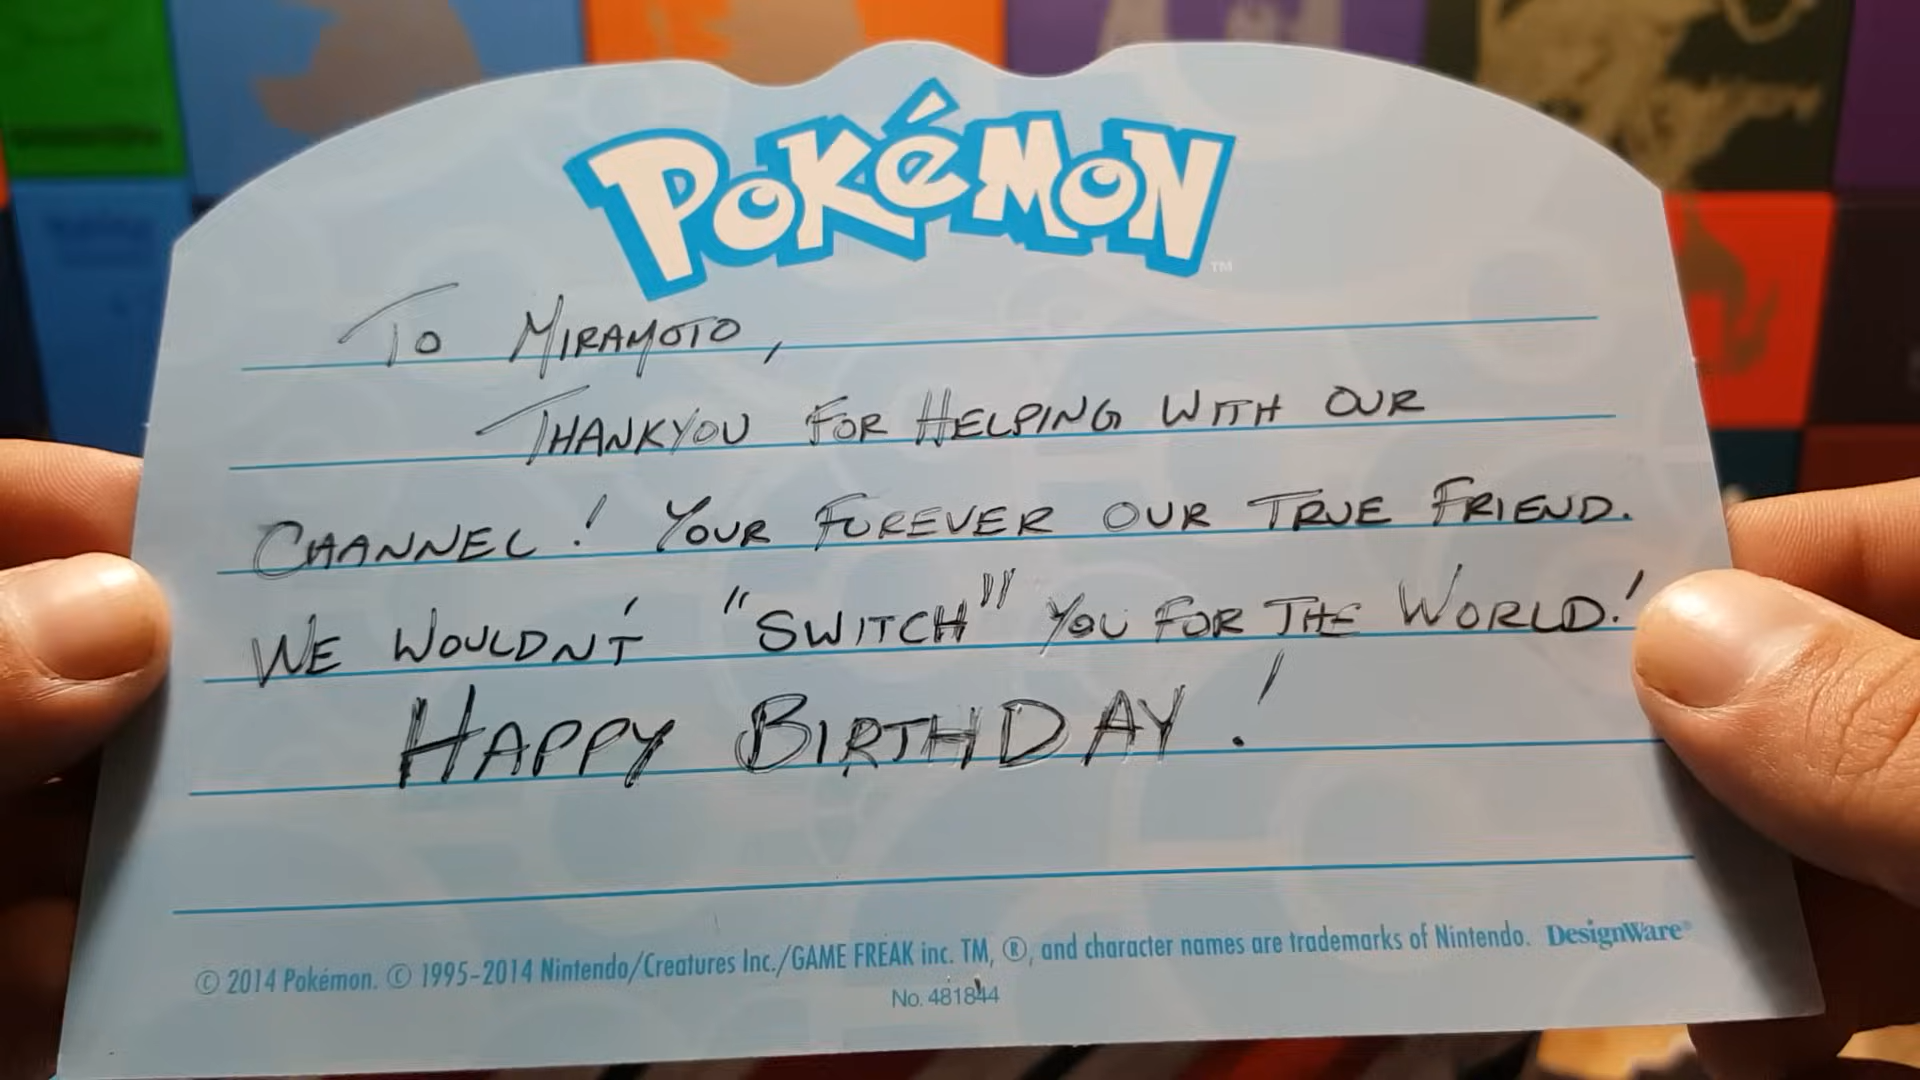 POKéMON
TM
TO MIRAMOTO,
THANKYOU FOR HELPING WITH OUR
CHANNEL! YOUR FUREVER OUR TRUE FRIEND.
WE WOULDN'T "SWITCH" YOU FOR THE WORLD!
HAPPY BIRTHDAY!
© 2014 Pokémon. © 1995-2014 Nintendo/Creatures Inc./GAME FREAK inc. TM, ®, and character names are trademarks of Nintendo. DesignWare®
No. 481844